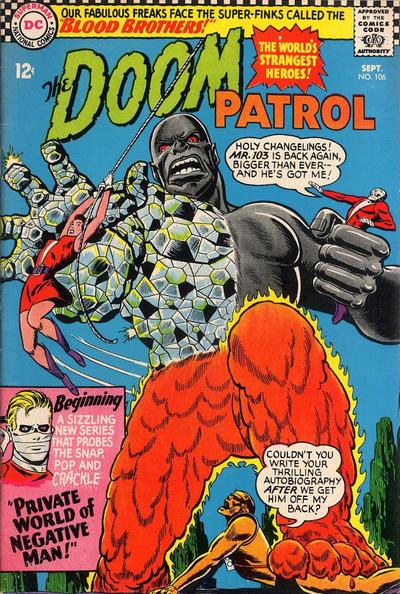 OUR FABULOUS FREAKS FACE THE SUPER-FINKS CALLED THE
"BLOOD BROTHERS!"
SUPERMAN
DC
NATIONAL COMICS
APPROVED
BY THE
COMICS
CODE
AUTHORITY
12¢
SEPT.
NO. 106
The DOOM
PATROL
THE WORLD'S
STRANGEST
HEROES!
HOLY CHANGELINGS!
MR. 103 IS BACK AGAIN,
BIGGER THAN EVER--
AND HE'S GOT ME!
Beginning
A SIZZLING
NEW SERIES
THAT PROBES
THE SNAP,
POP AND
CRACKLE
"PRIVATE
WORLD OF
NEGATIVE
MAN!"
COULDN'T YOU
WRITE YOUR
THRILLING
AUTOBIOGRAPHY
AFTER WE GET
HIM OFF MY
BACK?